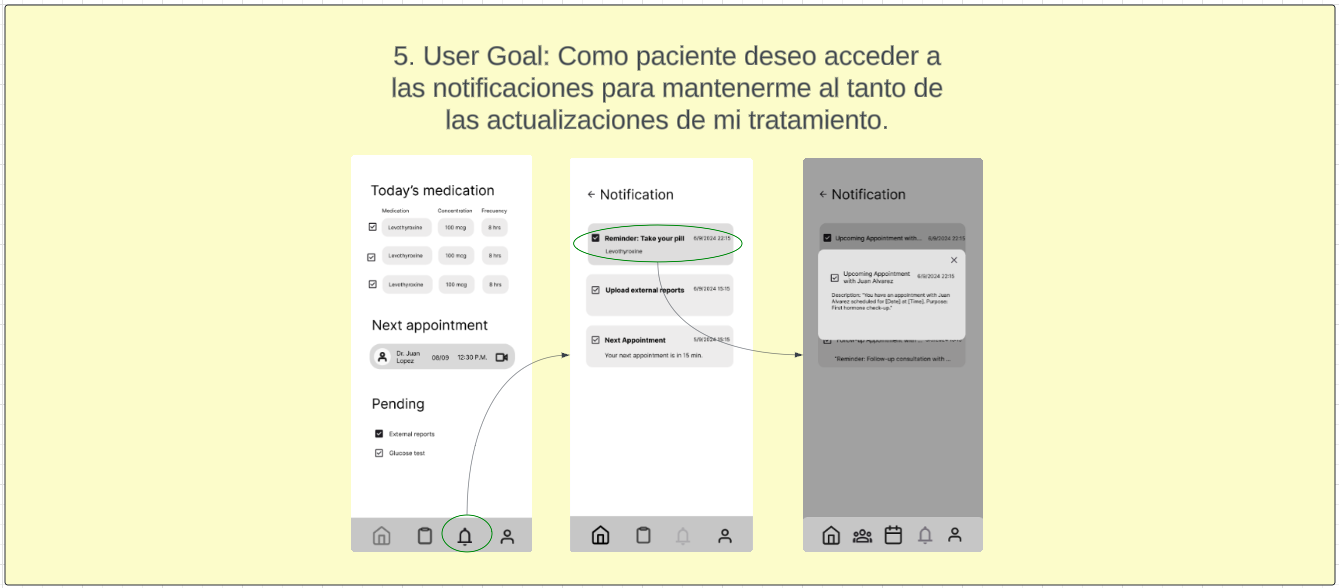 5. User Goal: Como paciente deseo acceder a
las notificaciones para mantenerme al tanto de
las actualizaciones de mi tratamiento.
Today's medication
Medication Concentration Frecuency
Levothyroxine 100 mcg 8 hrs
Levothyroxine 100 mcg 8 hrs
Levothyroxine 100 mcg 8 hrs
Next appointment
Dr. Juan
Lopez
08/09 12:30 P.M.
Pending
External reports
Glucose test
← Notification
Reminder: Take your pill 6/9/2024 22:15
Levothyroxine
Upload external reports 6/9/2024 15:15
Next Appointment 5/9/2024 15:15
Your next appointment is in 15 min.
← Notification
Upcoming Appointment with... 6/9/2024 22:15
Upcoming Appointment
with Juan Alvarez
6/9/2024 22:15
Description: "You have an appointment with Juan
Alvarez scheduled for [Date] at [Time]. Purpose:
First hormone check-up."
Follow-up Appointment with...
"Reminder: Follow-up consultation with ...